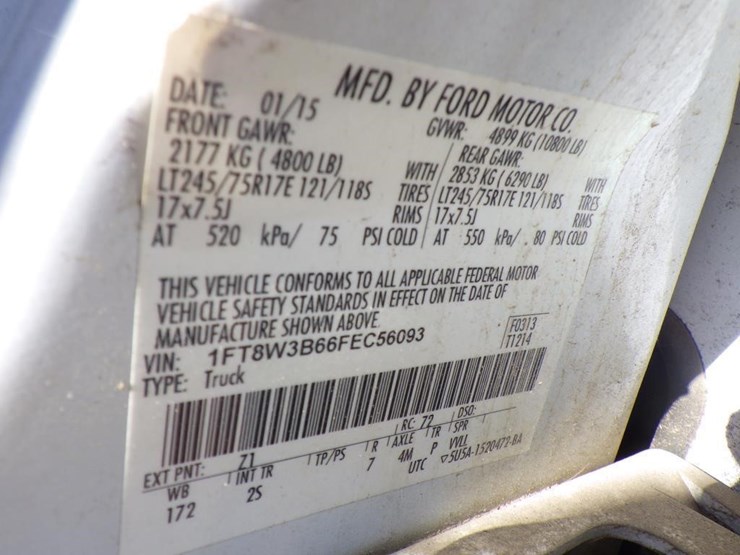 MFD. BY FORD MOTOR CO.
DATE: 01/15
GVWR: 4899 KG (10800 LB)
FRONT GAWR:
2177 KG ( 4800 LB) WITH
LT245/75R17E 121/118S TIRES
17x7.5J RIMS
AT 520 kPa/ 75 PSI COLD
REAR GAWR:
2853 KG ( 6290 LB) WITH
LT245/75R17E 121/118S TIRES
17x7.5J RIMS
AT 550 kPa/ 80 PSI COLD
THIS VEHICLE CONFORMS TO ALL APPLICABLE FEDERAL MOTOR
VEHICLE SAFETY STANDARDS IN EFFECT ON THE DATE OF
MANUFACTURE SHOWN ABOVE.
VIN: 1FT8W3B66FEC56093
TYPE: Truck
F0313
T1214
EXT PNT: Z1 RC: 72 DSO:
WB INT TR TP/PS R AXLE TR SPR
172 2S 7 4M P VVLL
UTC ▽5U5A-1520472-BA